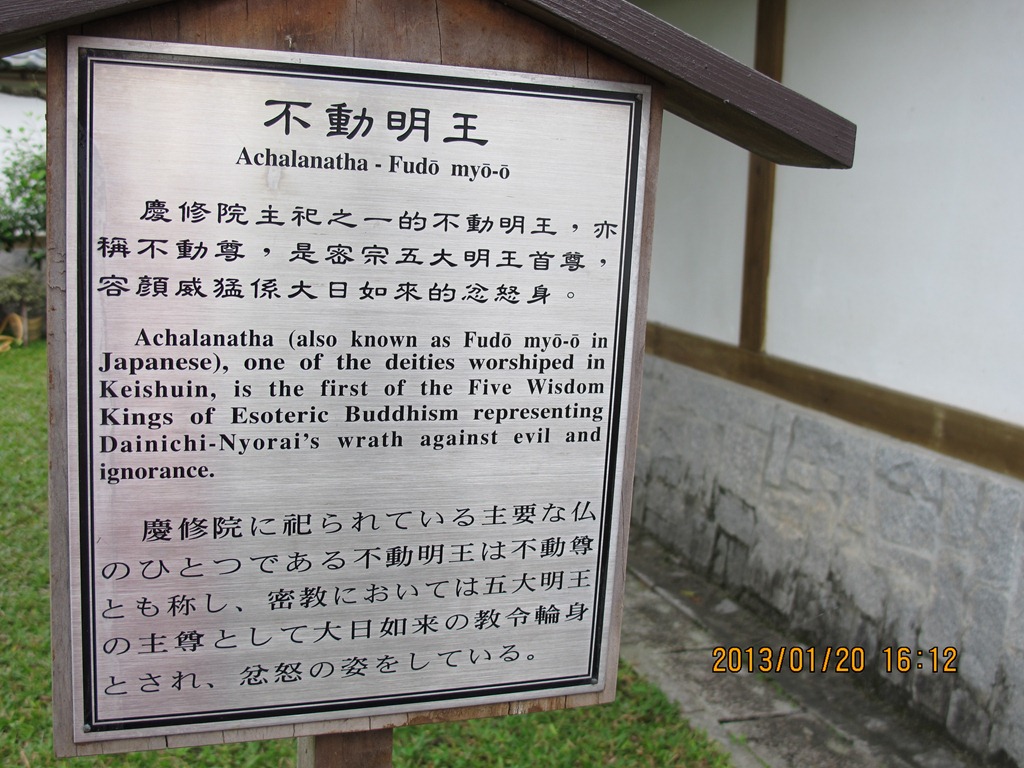 不動明王
Achalanatha - Fudō myō-ō
慶修院主祀之一的不動明王，亦
稱不動尊，是密宗五大明王首尊，
容顏威猛係大日如來的忿怒身。
Achalanatha (also known as Fudō myō-ō in
Japanese), one of the deities worshiped in
Keishuin, is the first of the Five Wisdom
Kings of Esoteric Buddhism representing
Dainichi-Nyorai's wrath against evil and
ignorance.
慶修院に祀られている主要な仏
のひとつである不動明王は不動尊
とも称し、密教においては五大明王
の主尊として大日如来の教令輪身
とされ、忿怒の姿をしている。
2013/01/20 16:12